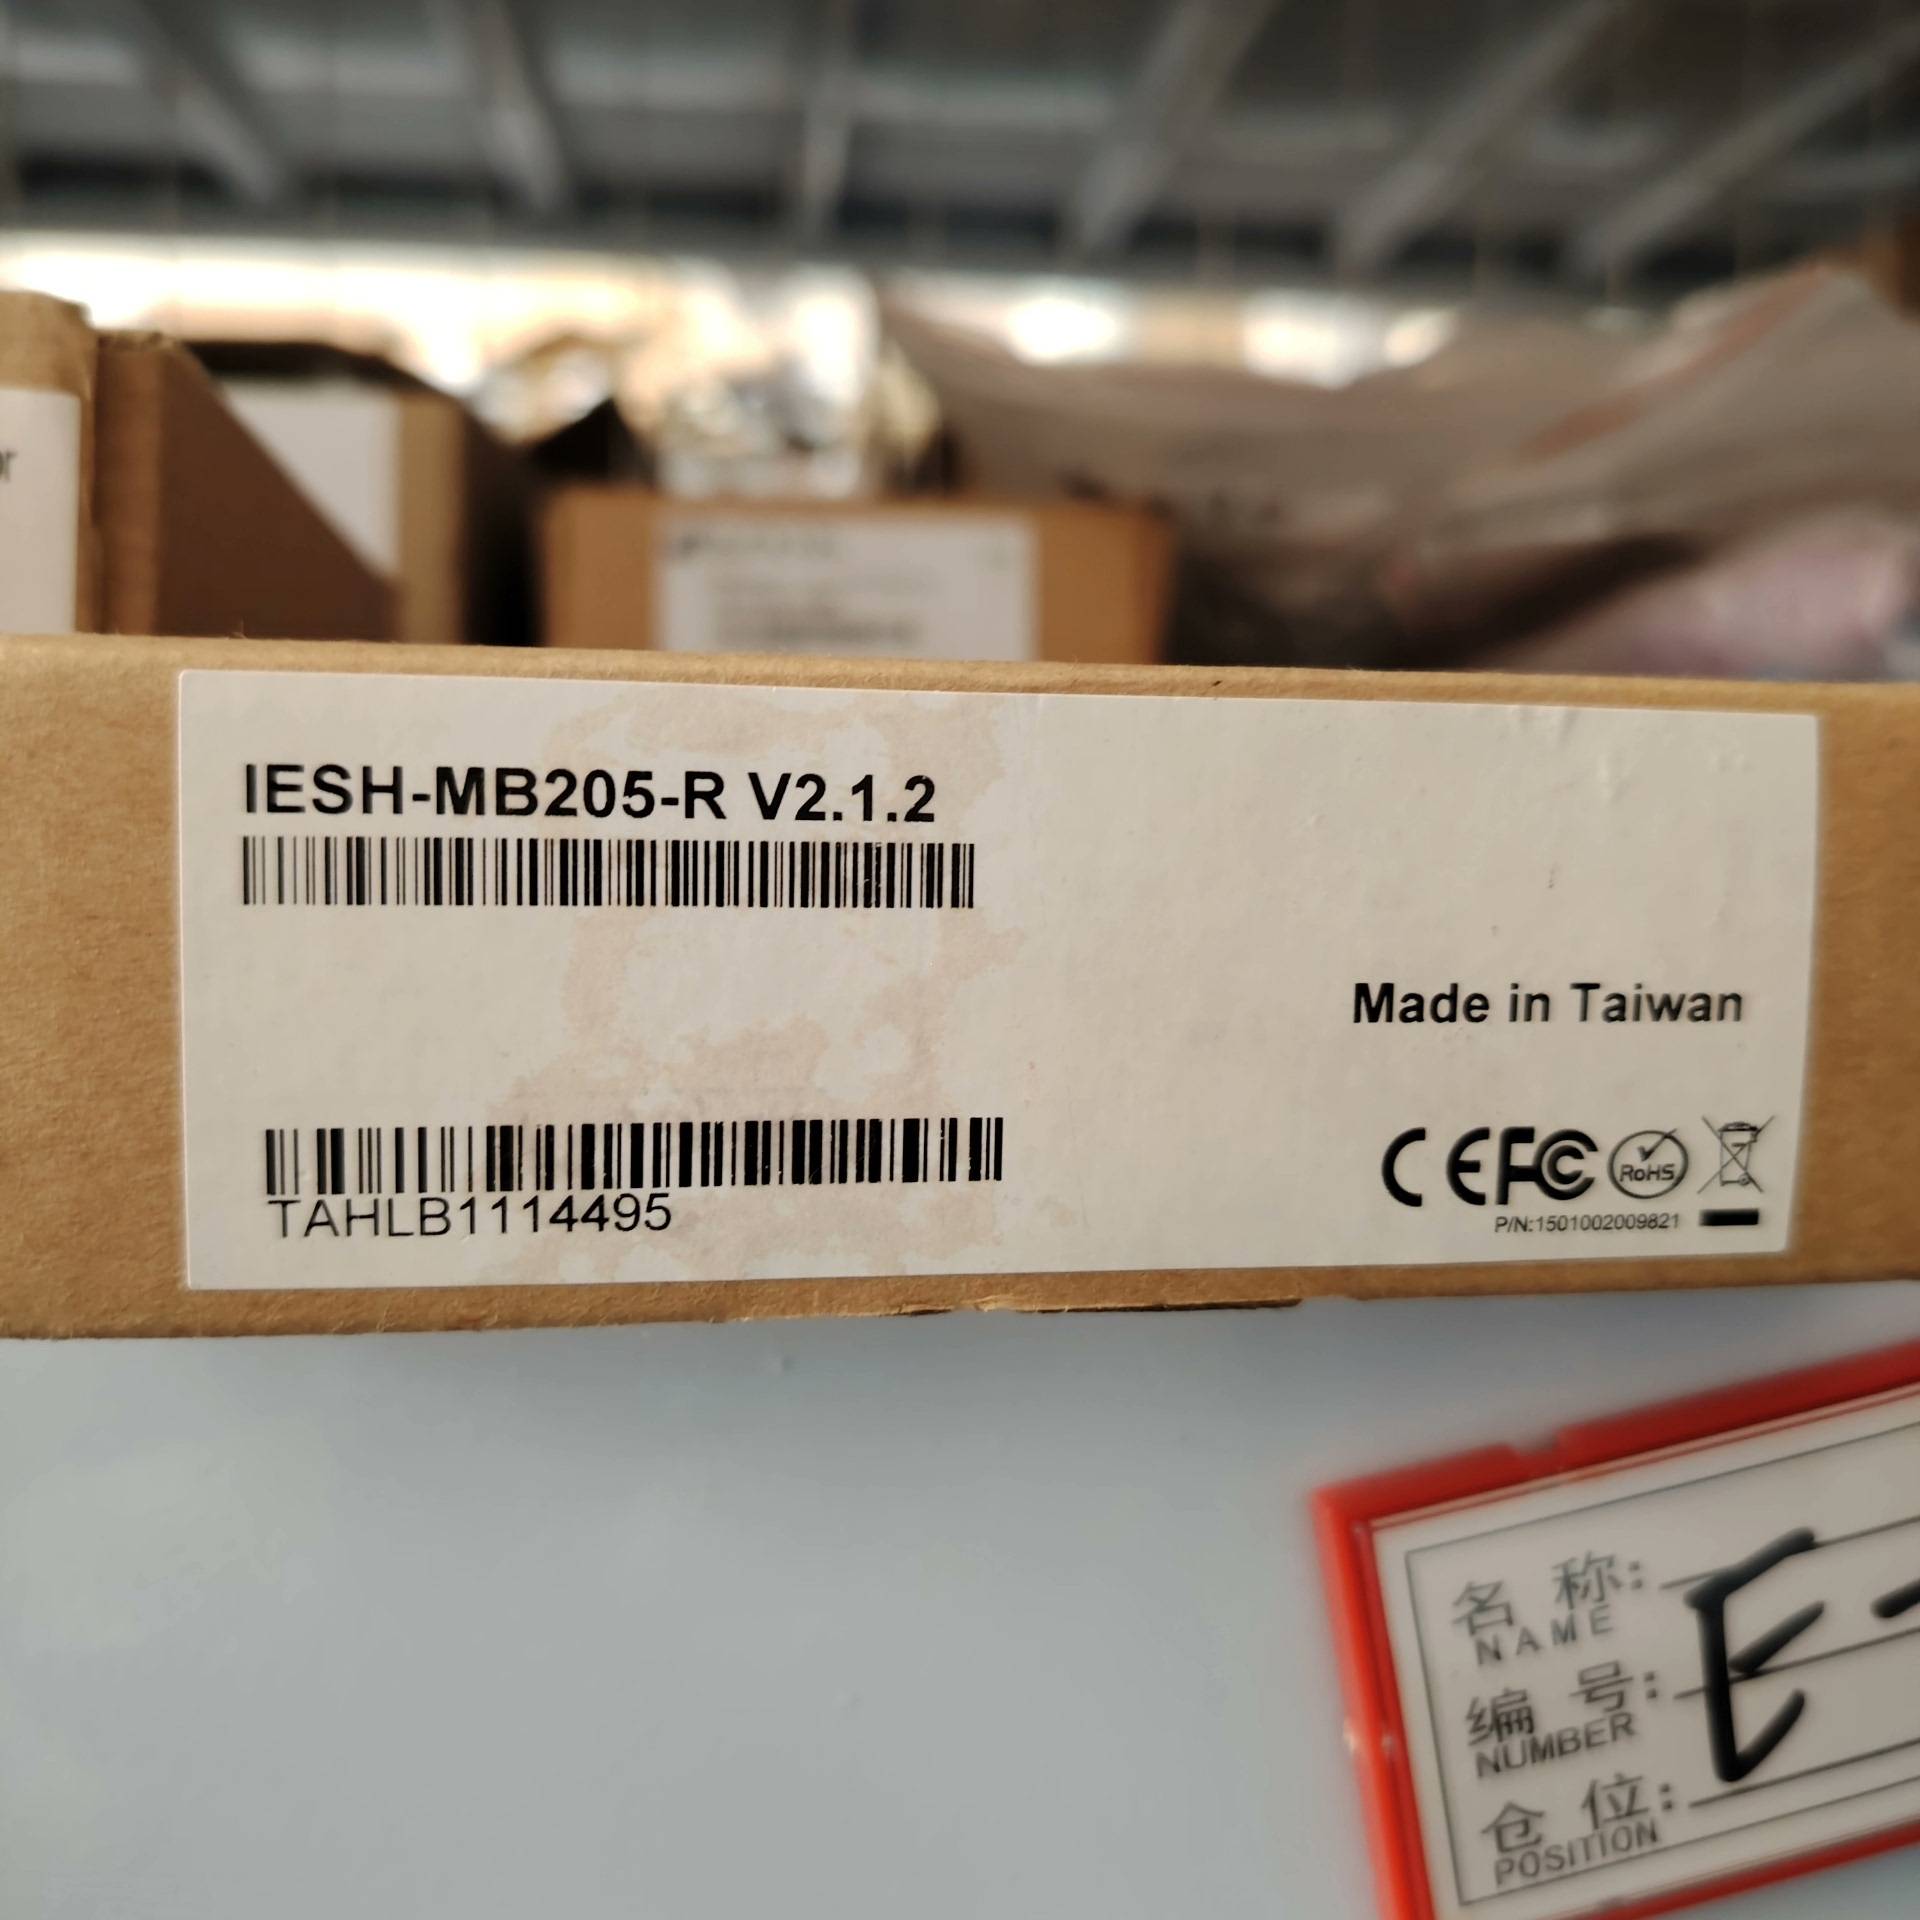 IESH-MB205-R V2.1.2
Made in Taiwan
TAHLB1114495
CE FC RoHS
P/N:1501002009821
名 称:
NAME
E-
编 号:
NUMBER
仓 位:
POSITION